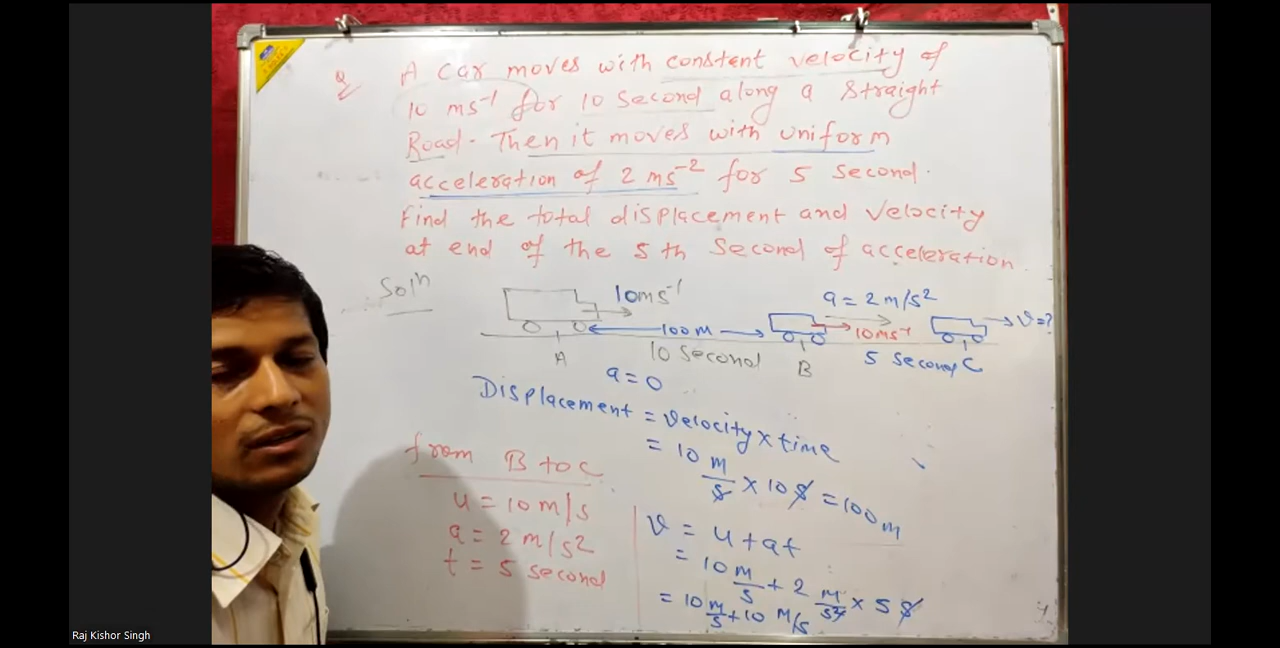 Q A car moves with constent velocity of
10 ms⁻¹ for 10 Second along a Straight
Road. Then it moves with uniform
acceleration of 2 ms⁻² for 5 Second.
Find the total displacement and velocity
at end of the 5 th Second of acceleration.
Solⁿ
10ms⁻¹
a = 2 m/s²
100m
10ms⁻¹
v=?
A
10 second
B
5 second C
a = 0
Displacement = velocity × time
= 10 m/s × 10 s = 100m
from B to C
u = 10 m/s
a = 2 m/s²
t = 5 second
v = u + at
= 10 m/s + 2 m/s² × 5 s
= 10 m/s + 10 m/s
Raj Kishor Singh